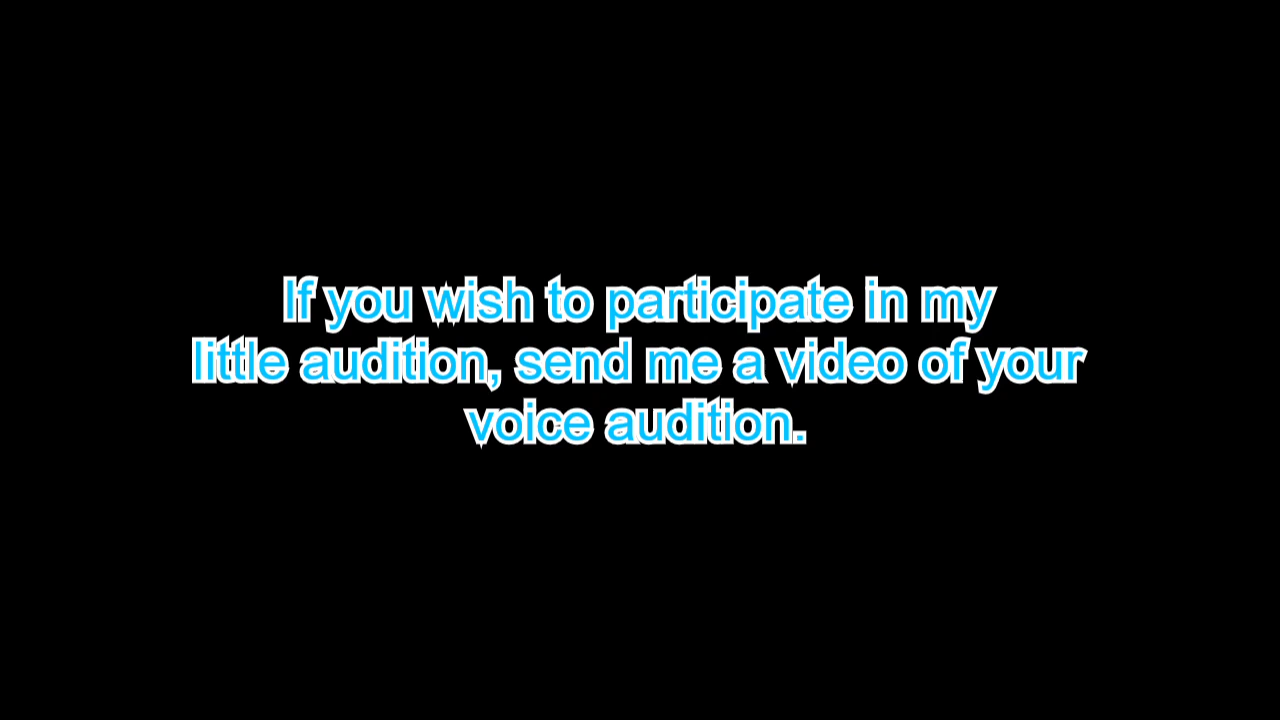 If you wish to participate in my
little audition, send me a video of your
voice audition.